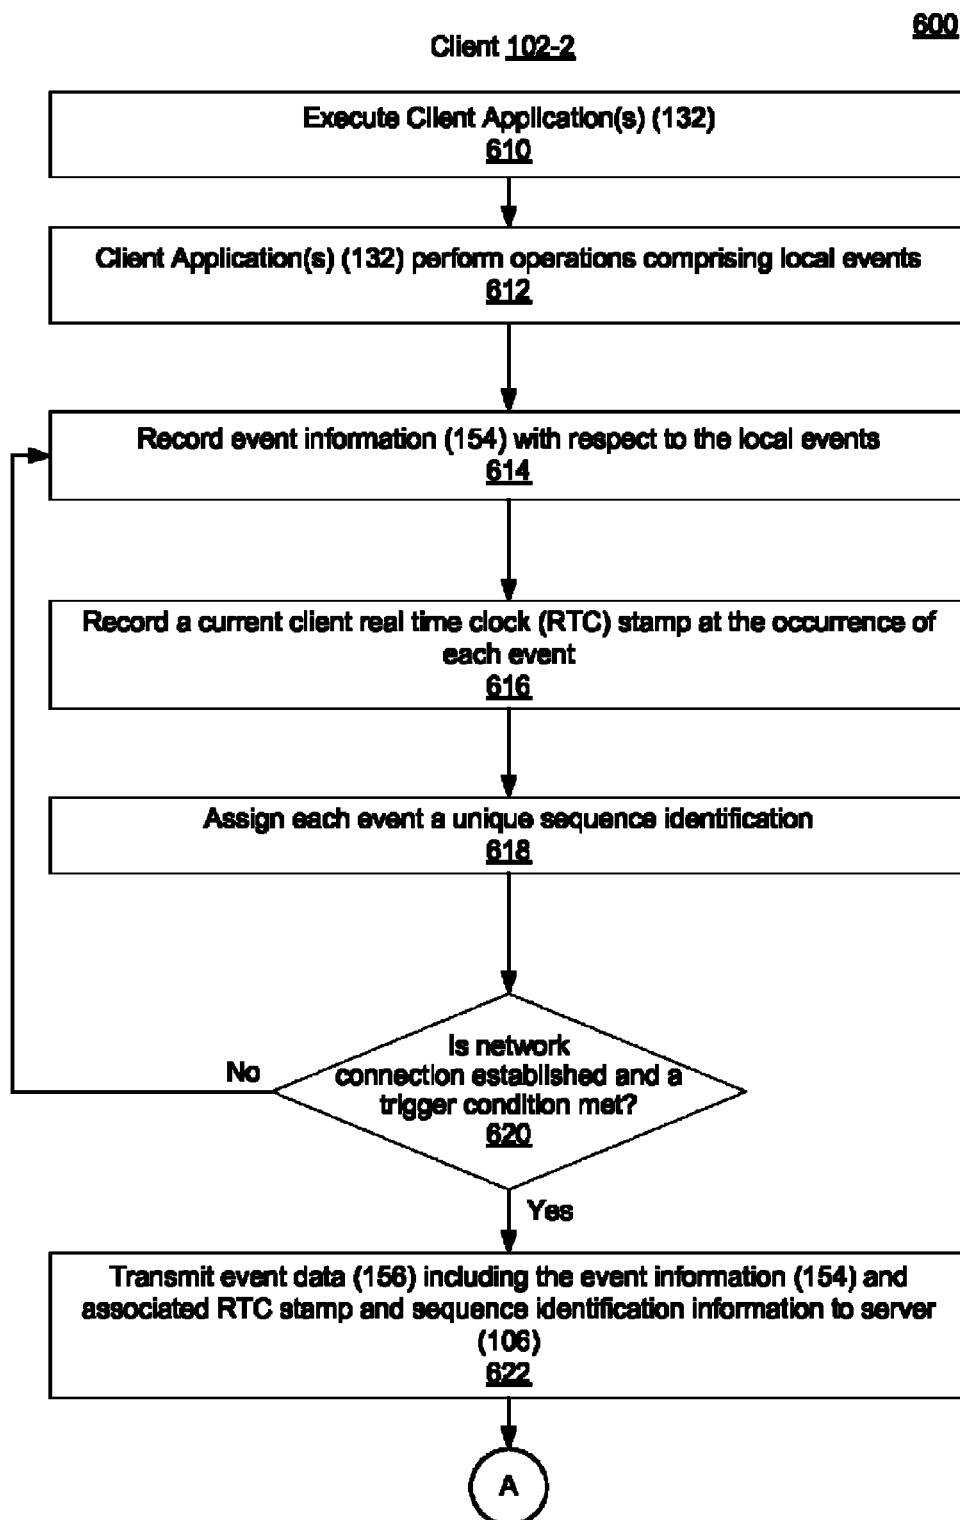 600
Client 102-2
Execute Client Application(s) (132)
610
Client Application(s) (132) perform operations comprising local events
612
Record event information (154) with respect to the local events
614
Record a current client real time clock (RTC) stamp at the occurrence of
each event
616
Assign each event a unique sequence identification
618
Is network
connection established and a
trigger condition met?
620
No
Yes
Transmit event data (156) including the event information (154) and
associated RTC stamp and sequence identification information to server
(106)
622
A